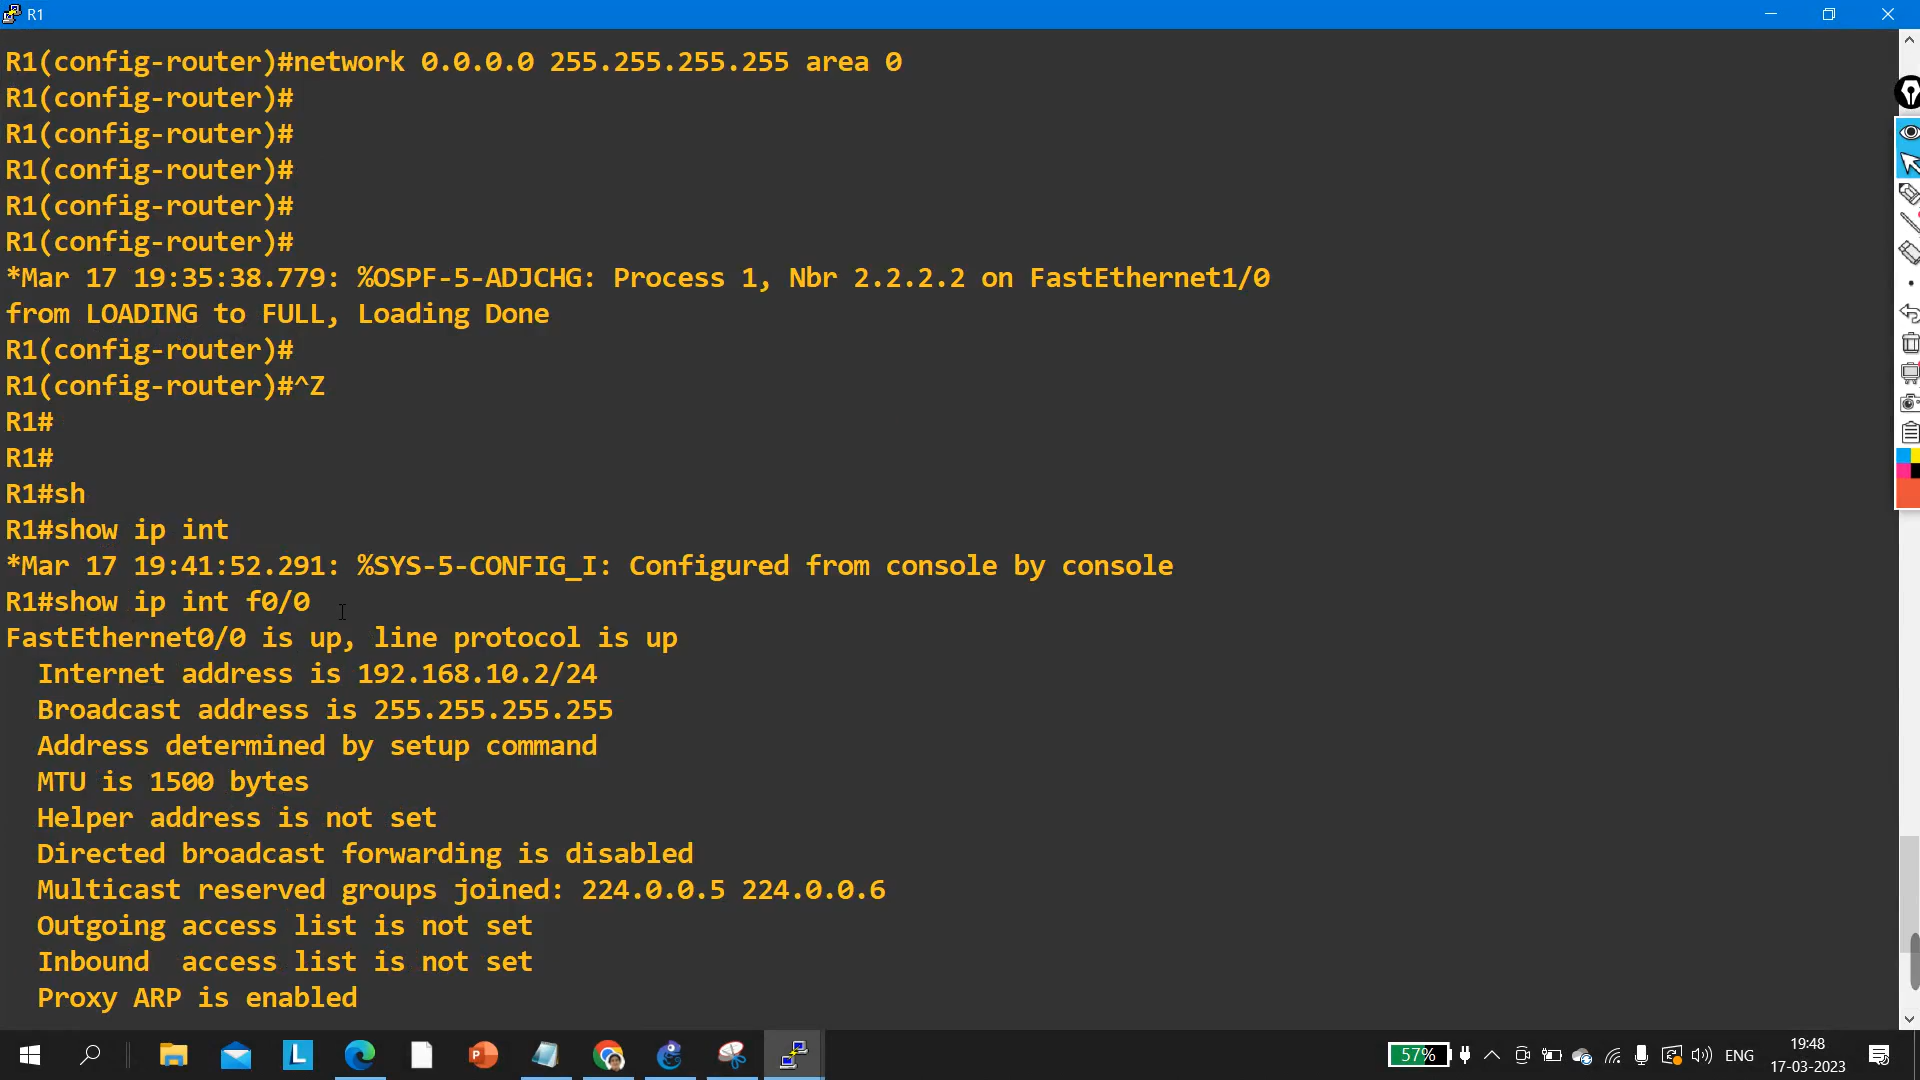 R1
R1(config-router)#network 0.0.0.0 255.255.255.255 area 0
R1(config-router)#
R1(config-router)#
R1(config-router)#
R1(config-router)#
R1(config-router)#
*Mar 17 19:35:38.779: %OSPF-5-ADJCHG: Process 1, Nbr 2.2.2.2 on FastEthernet1/0
from LOADING to FULL, Loading Done
R1(config-router)#
R1(config-router)#^Z
R1#
R1#
R1#sh
R1#show ip int
*Mar 17 19:41:52.291: %SYS-5-CONFIG_I: Configured from console by console
R1#show ip int f0/0
FastEthernet0/0 is up, line protocol is up
  Internet address is 192.168.10.2/24
  Broadcast address is 255.255.255.255
  Address determined by setup command
  MTU is 1500 bytes
  Helper address is not set
  Directed broadcast forwarding is disabled
  Multicast reserved groups joined: 224.0.0.5 224.0.0.6
  Outgoing access list is not set
  Inbound  access list is not set
  Proxy ARP is enabled
L
P
57%
ENG
19:48
17-03-2023